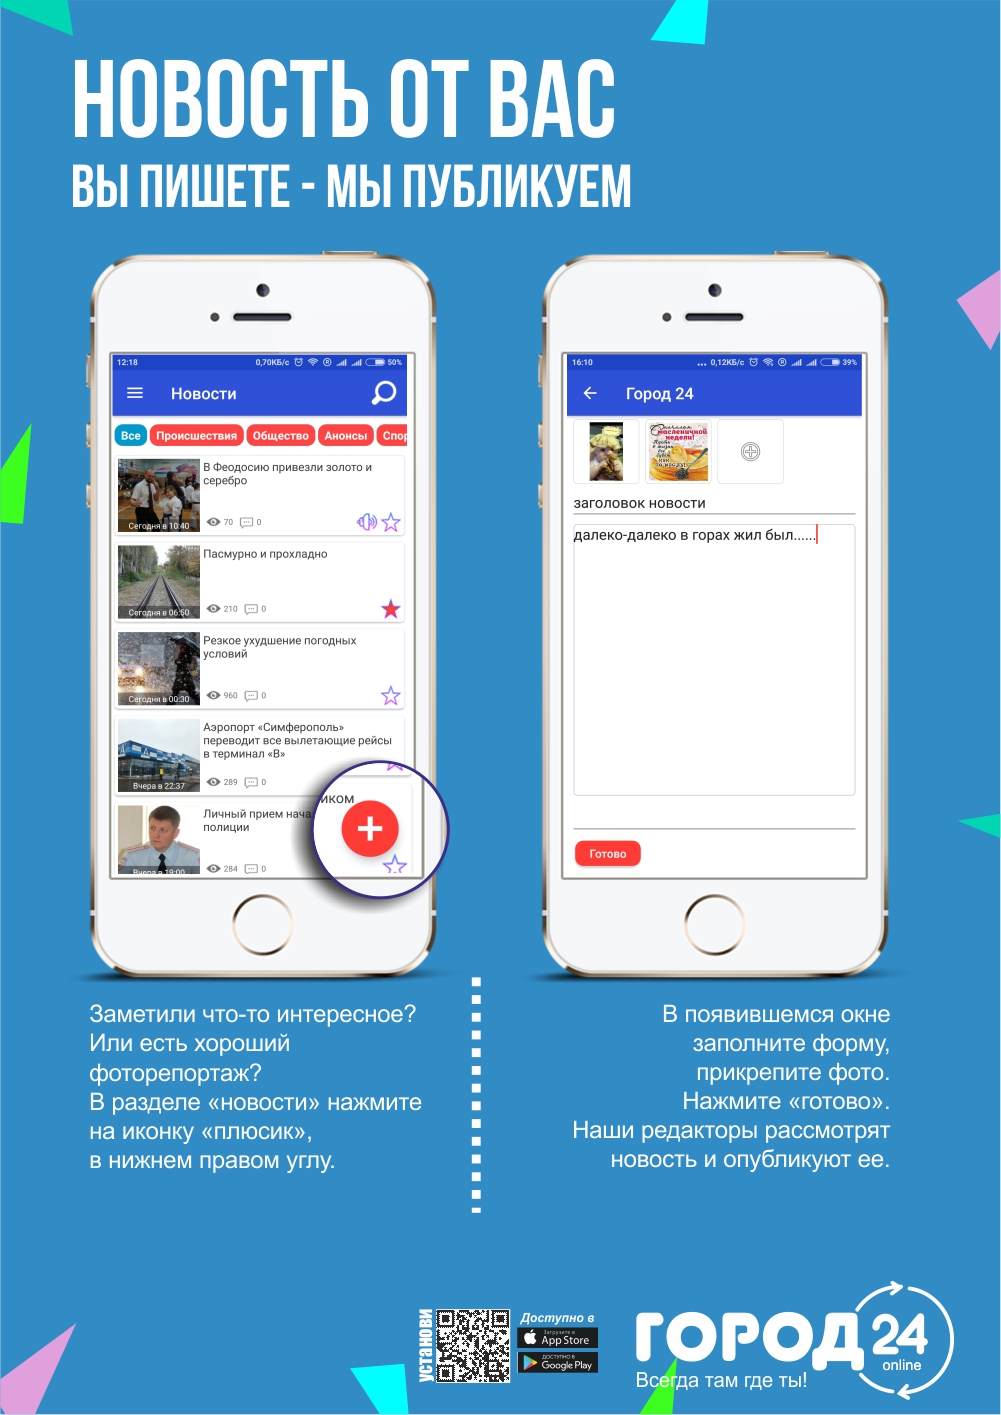 НОВОСТЬ ОТ ВАС
ВЫ ПИШЕТЕ - МЫ ПУБЛИКУЕМ
12:18
0,70КБ/с
50%
Новости
Все
Происшествия
Общество
Анонсы
Спор
В Феодосию привезли золото и
серебро
Сегодня в 10:40
70
0
Пасмурно и прохладно
Сегодня в 06:50
210
0
Резкое ухудшение погодных
условий
Сегодня в 00:30
960
0
Аэропорт «Симферополь»
переводит все вылетающие рейсы
в терминал «В»
Вчера в 22:37
289
0
Личный прием нача
полиции
иком
Вчера в 19:00
284
0
16:10
... 0,12КБ/с
39%
Город 24
масленичной
недели!
заголовок новости
далеко-далеко в горах жил был......
Готово
Заметили что-то интересное?
Или есть хороший
фоторепортаж?
В разделе «новости» нажмите
на иконку «плюсик»,
в нижнем правом углу.
В появившемся окне
заполните форму,
прикрепите фото.
Нажмите «готово».
Наши редакторы рассмотрят
новость и опубликуют ее.
установи
Доступно в
Загрузите в
App Store
ДОСТУПНО В
Google Play
ГОРОД 24
online
Всегда там где ты!